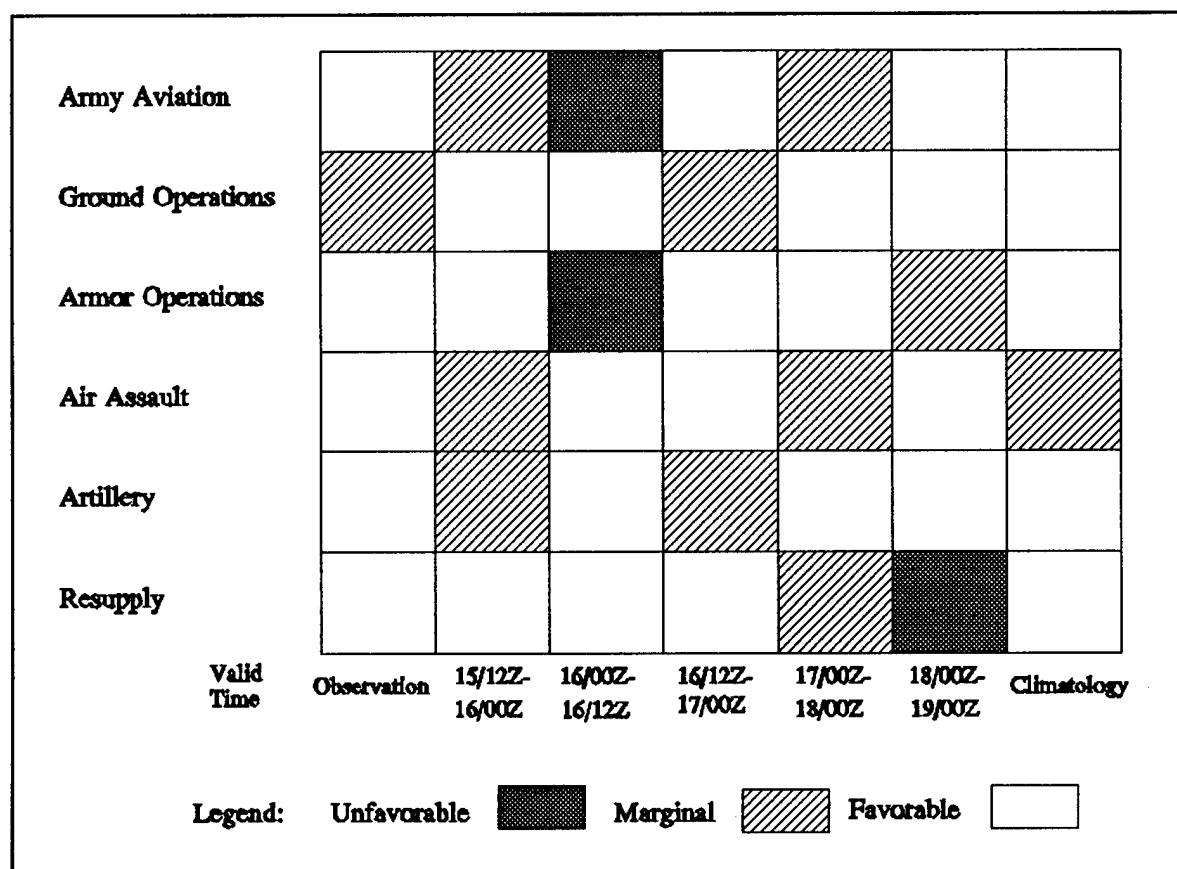 Army Aviation
Ground Operations
Armor Operations
Air Assault
Artillery
Resupply
Valid Time
Observation
15/12Z-
16/00Z
16/00Z-
16/12Z
16/12Z-
17/00Z
17/00Z-
18/00Z
18/00Z-
19/00Z
Climatology
Legend: Unfavorable Marginal Favorable